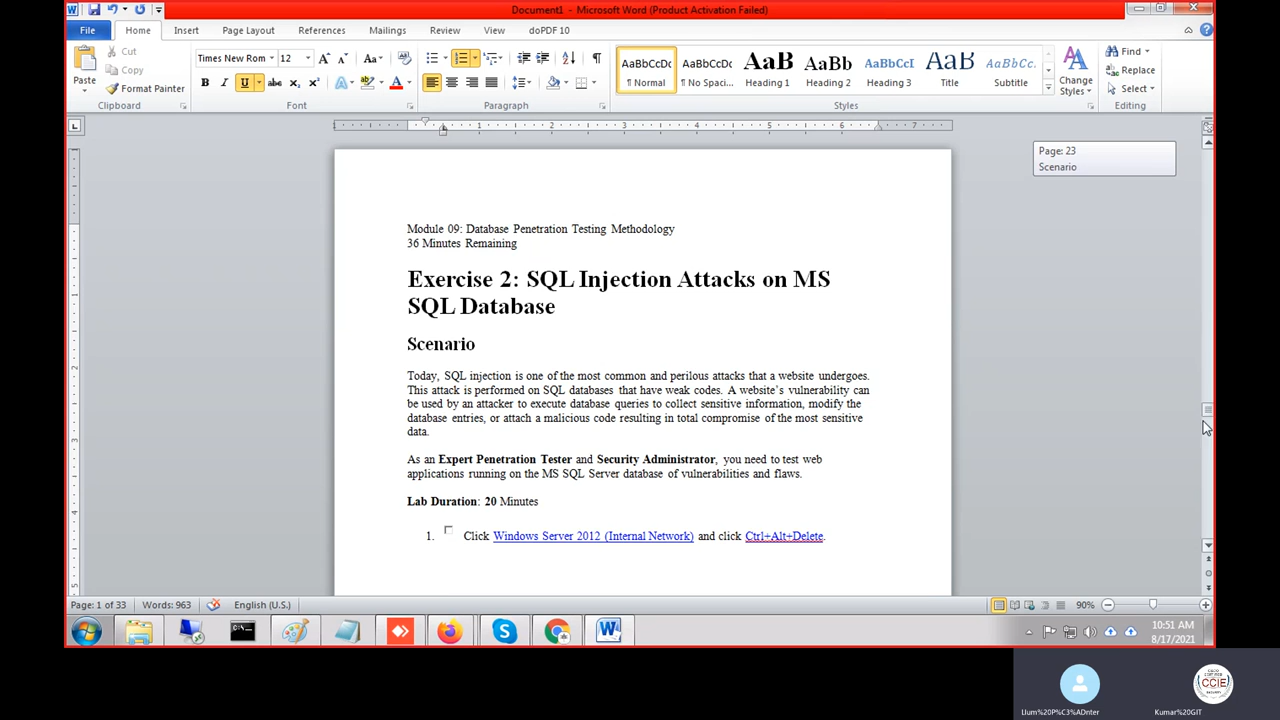 Document1 - Microsoft Word (Product Activation Failed)
File Home Insert Page Layout References Mailings Review View doPDF 10
Paste
Cut
Copy
Format Painter
Clipboard
Times New Rom 12
Font
Paragraph
AaBbCcDc AaBbCcDc AaBb AaBb AaBbCcI AaBb AaBbCc.
¶ Normal ¶ No Spaci... Heading 1 Heading 2 Heading 3 Title Subtitle
Change Styles
Styles
Find
Replace
Select
Editing
Page: 23
Scenario
Module 09: Database Penetration Testing Methodology
36 Minutes Remaining
Exercise 2: SQL Injection Attacks on MS
SQL Database
Scenario
Today, SQL injection is one of the most common and perilous attacks that a website undergoes.
This attack is performed on SQL databases that have weak codes. A website's vulnerability can
be used by an attacker to execute database queries to collect sensitive information, modify the
database entries, or attach a malicious code resulting in total compromise of the most sensitive
data.
As an Expert Penetration Tester and Security Administrator, you need to test web
applications running on the MS SQL Server database of vulnerabilities and flaws.
Lab Duration: 20 Minutes
1. Click Windows Server 2012 (Internal Network) and click Ctrl+Alt+Delete.
Page: 1 of 33 Words: 963 English (U.S.) 90%
10:51 AM
8/17/2021
CCIE
Llum%20P%C3%ADnter Kumar%20GIT